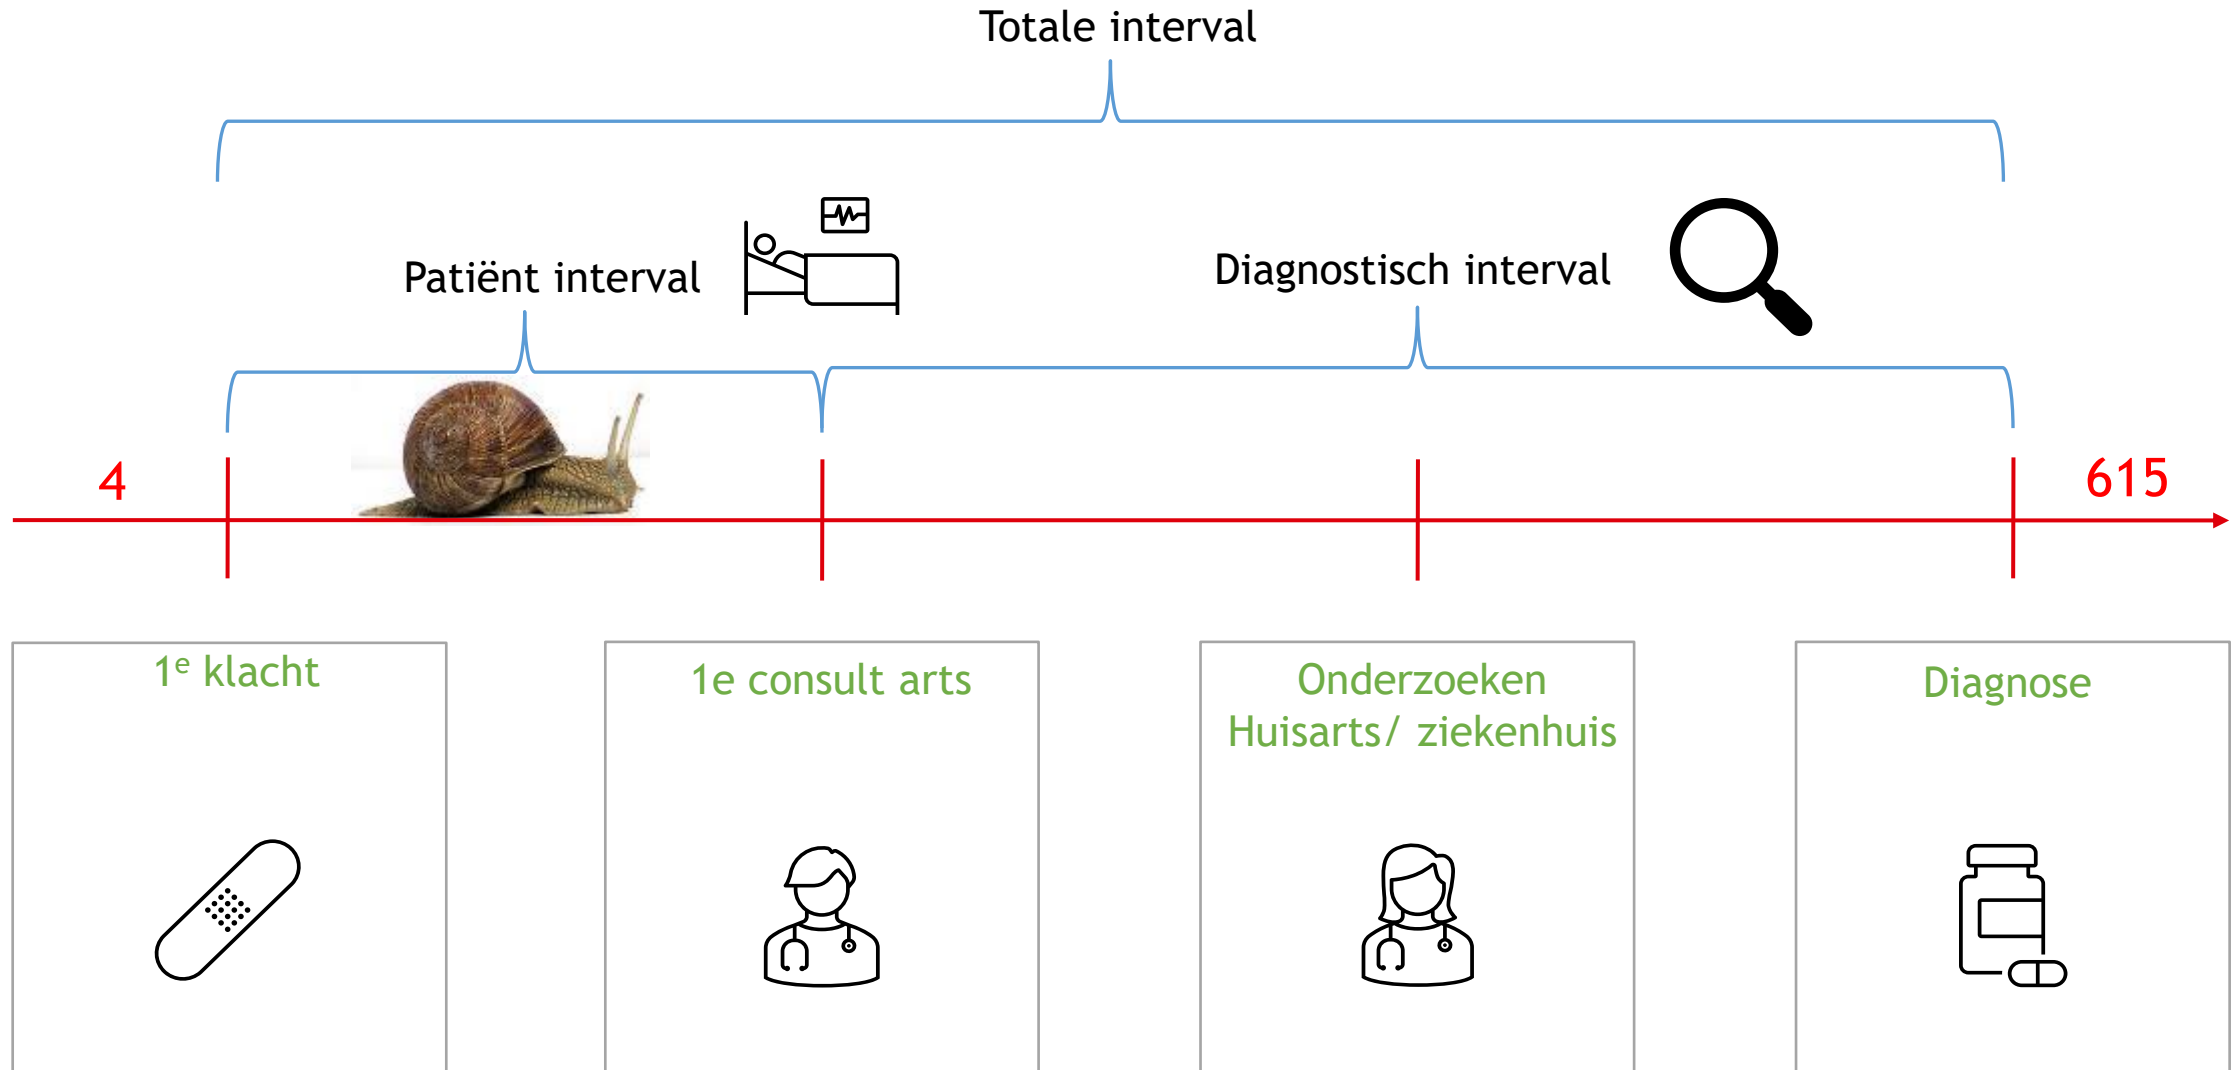 Totale interval
Patiënt interval
Diagnostisch interval
4
615
1e klacht
1e consult arts
Onderzoeken
Huisarts/ ziekenhuis
Diagnose